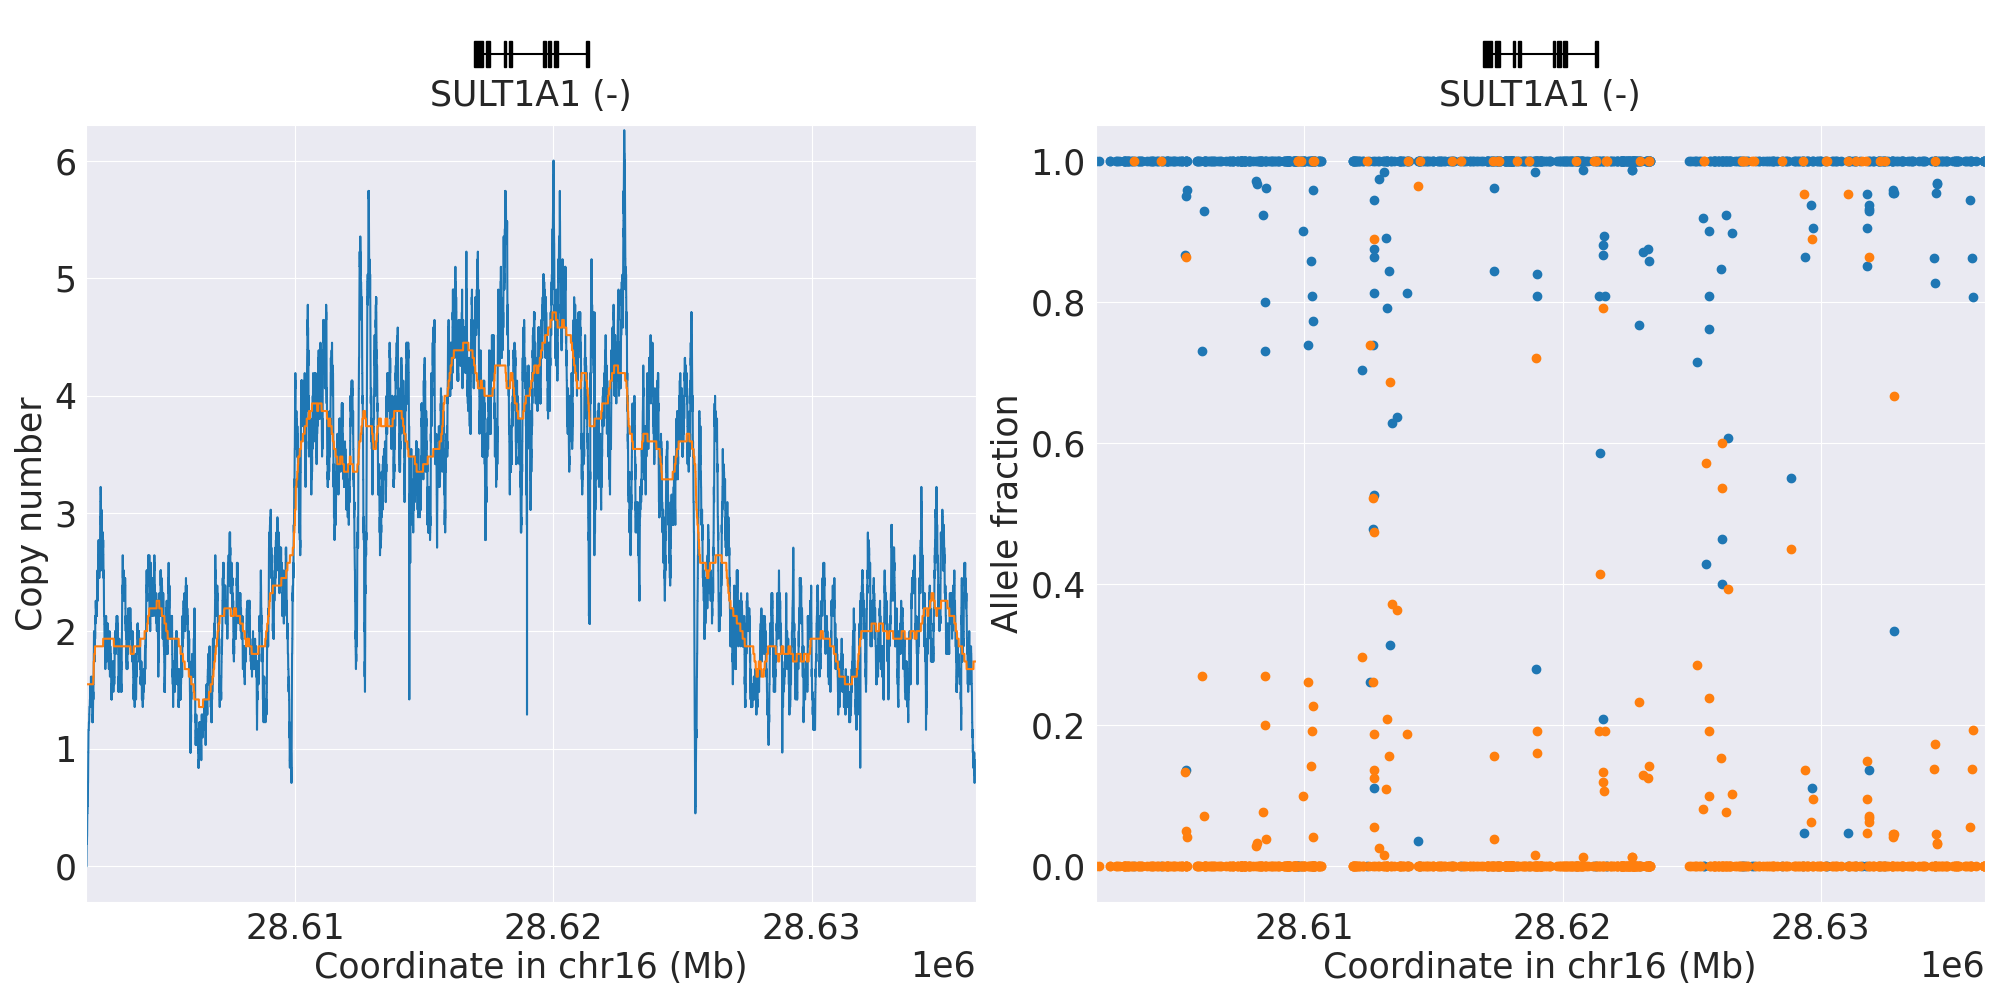 SULT1A1 (-)
6
5
4
3
2
1
0
Copy number
28.61
28.62
28.63
Coordinate in chr16 (Mb)
1e6
SULT1A1 (-)
1.0
0.8
0.6
0.4
0.2
0.0
Allele fraction
28.61
28.62
28.63
Coordinate in chr16 (Mb)
1e6